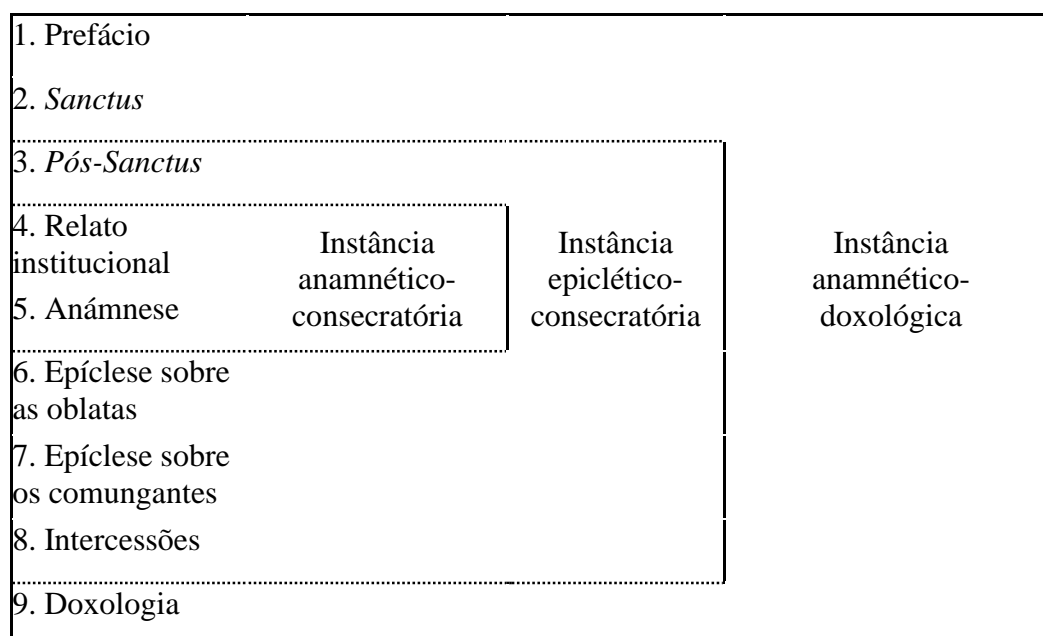 1. Prefácio
2. Sanctus
3. Pós-Sanctus
4. Relato
institucional
5. Anámnese
Instância
anamnético-
consecratória
Instância
epiclético-
consecratória
Instância
anamnético-
doxológica
6. Epíclese sobre
as oblatas
7. Epíclese sobre
os comungantes
8. Intercessões
9. Doxologia